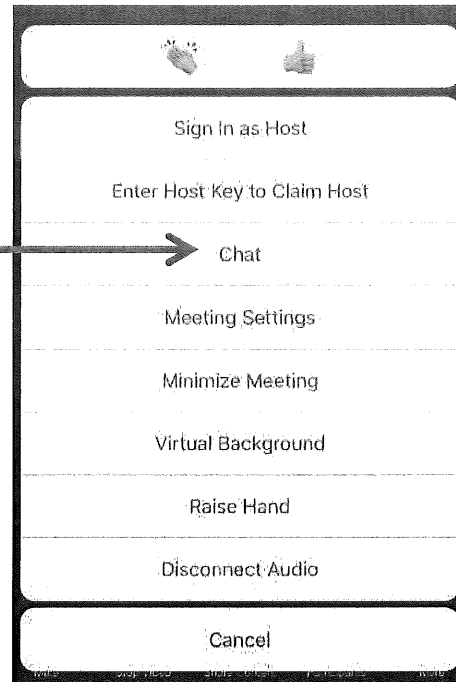 Sign In as Host
Enter Host Key to Claim Host
Chat
Meeting Settings
Minimize Meeting
Virtual Background
Raise Hand
Disconnect Audio
Cancel